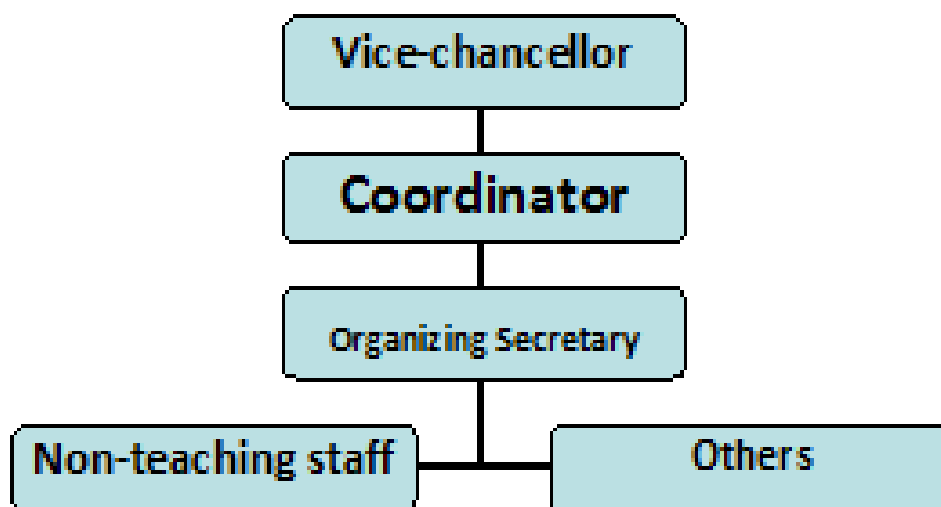 Vice-chancellor
Coordinator
Organizing Secretary
Non-teaching staff
Others